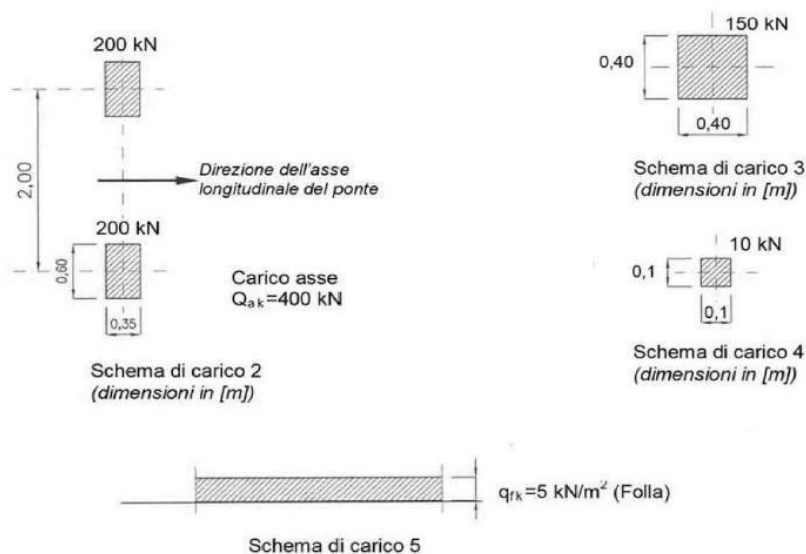 200 kN
2,00
Direzione dell'asse
longitudinale del ponte
200 kN
0,60
0,35
Carico asse
Qak=400 kN
Schema di carico 2
(dimensioni in [m])
150 kN
0,40
0,40
Schema di carico 3
(dimensioni in [m])
10 kN
0,1
0,1
Schema di carico 4
(dimensioni in [m])
qfk=5 kN/m² (Folla)
Schema di carico 5